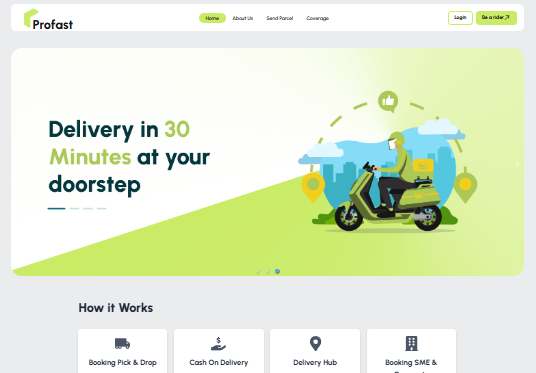 Profast
Home About Us Send Parcel Coverage
Login Be a rider
Delivery in 30
Minutes at your
doorstep
How it Works
Booking Pick & Drop Cash On Delivery Delivery Hub Booking SME &